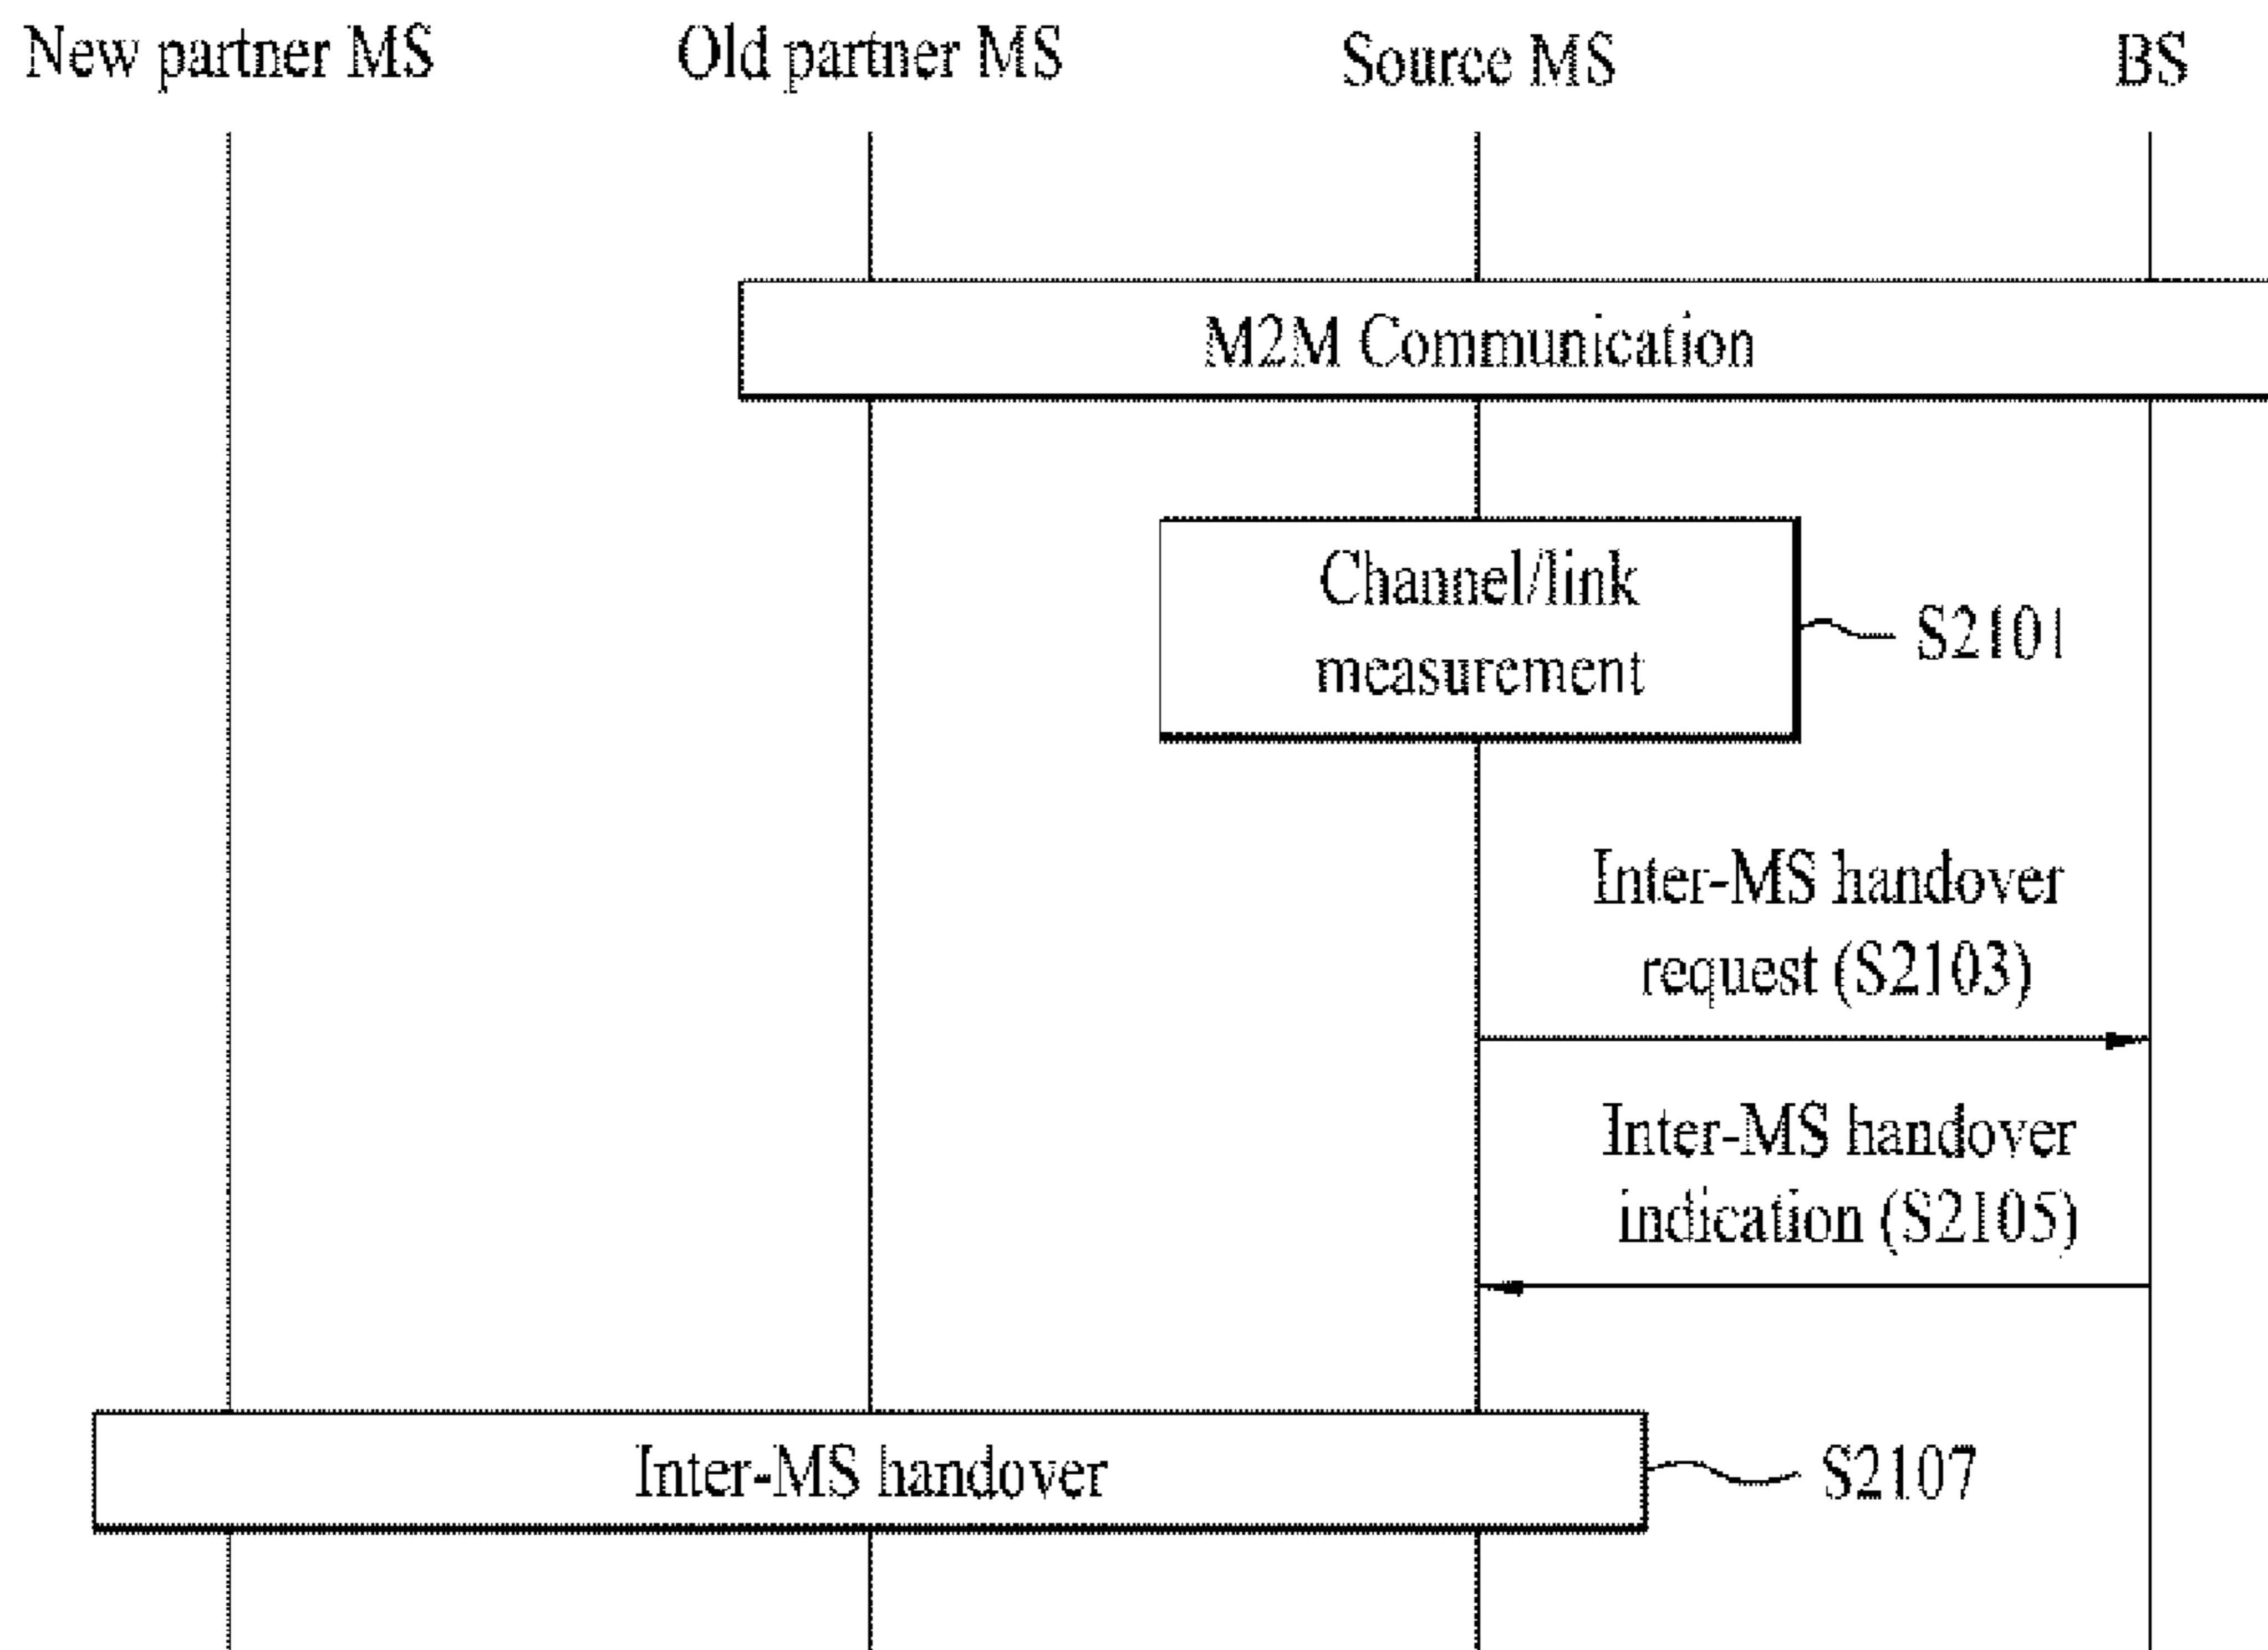 New partner MS
Old partner MS
Source MS
BS
M2M Communication
Channel/link
measurement
S2101
Inter-MS handover
request (S2103)
Inter-MS handover
indication (S2105)
Inter-MS handover
S2107